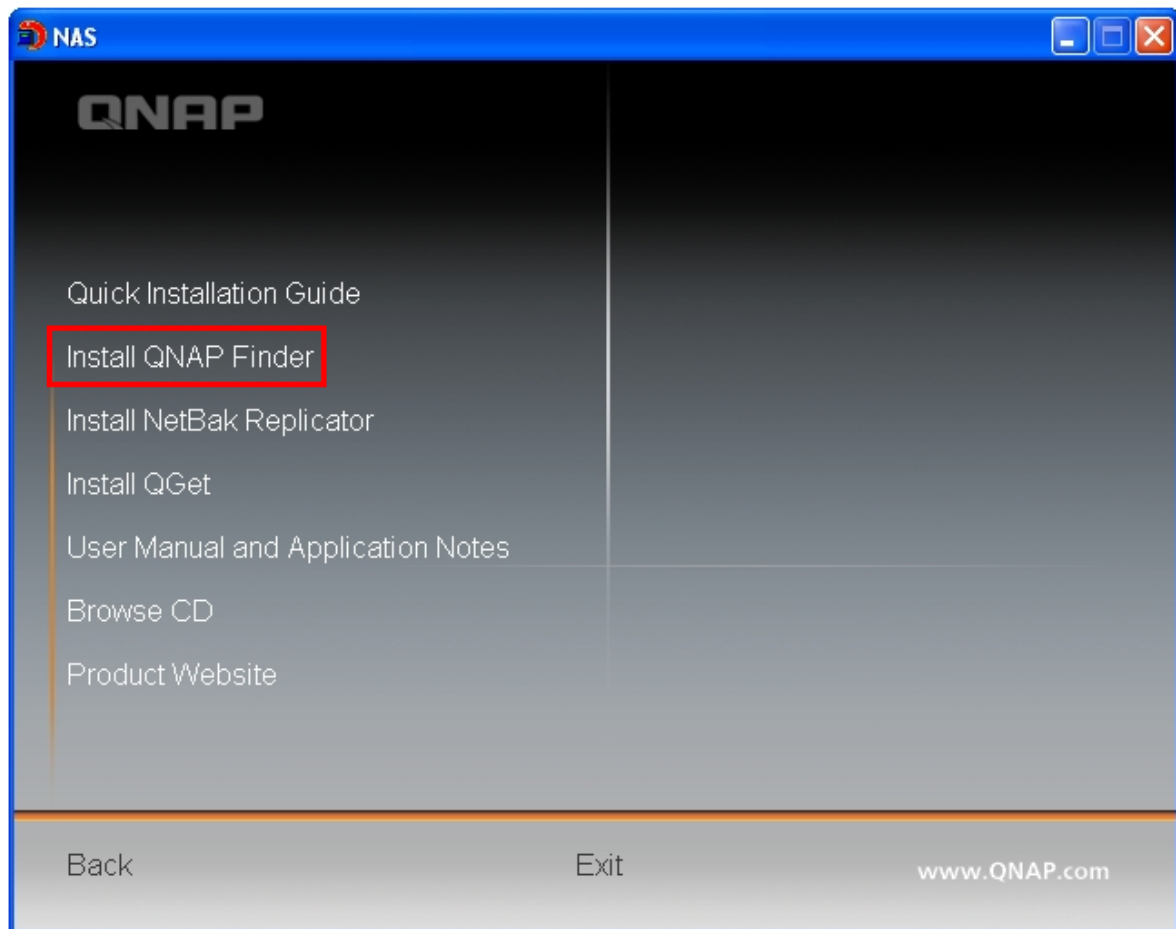 NAS
QNAP
Quick Installation Guide
Install QNAP Finder
Install NetBak Replicator
Install QGet
User Manual and Application Notes
Browse CD
Product Website
Back Exit www.QNAP.com